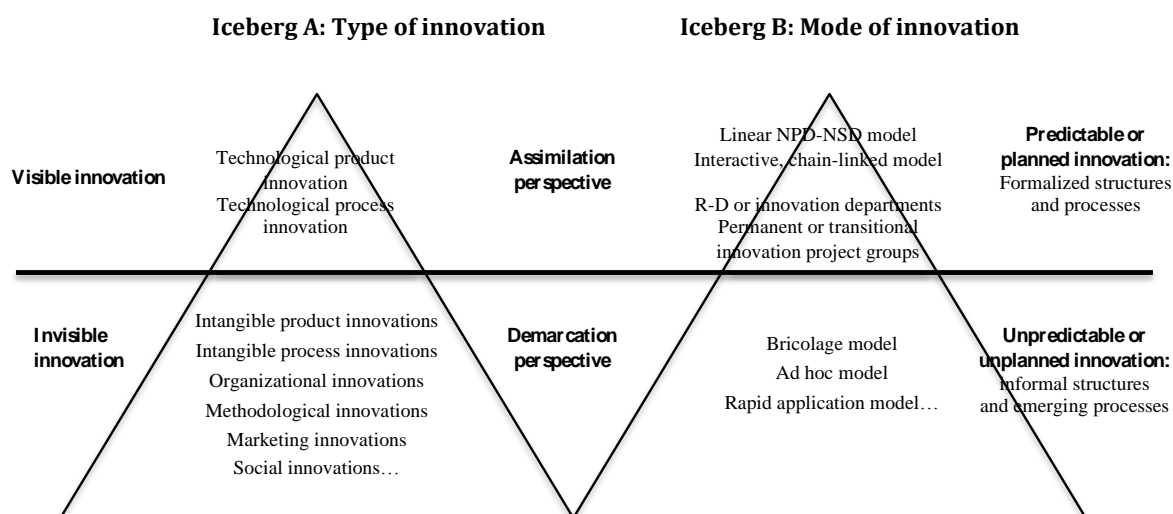 Iceberg A: Type of innovation
Iceberg B: Mode of innovation
Visible innovation
Technological product
innovation
Technological process
innovation
Assimilation
perspective
Linear NPD-NSD model
Interactive, chain-linked model
R-D or innovation departments
Permanent or transitional
innovation project groups
Predictable or
planned innovation:
Formalized structures
and processes
Invisible
innovation
Intangible product innovations
Intangible process innovations
Organizational innovations
Methodological innovations
Marketing innovations
Social innovations…
Demarcation
perspective
Bricolage model
Ad hoc model
Rapid application model…
Unpredictable or
unplanned innovation:
informal structures
and emerging processes